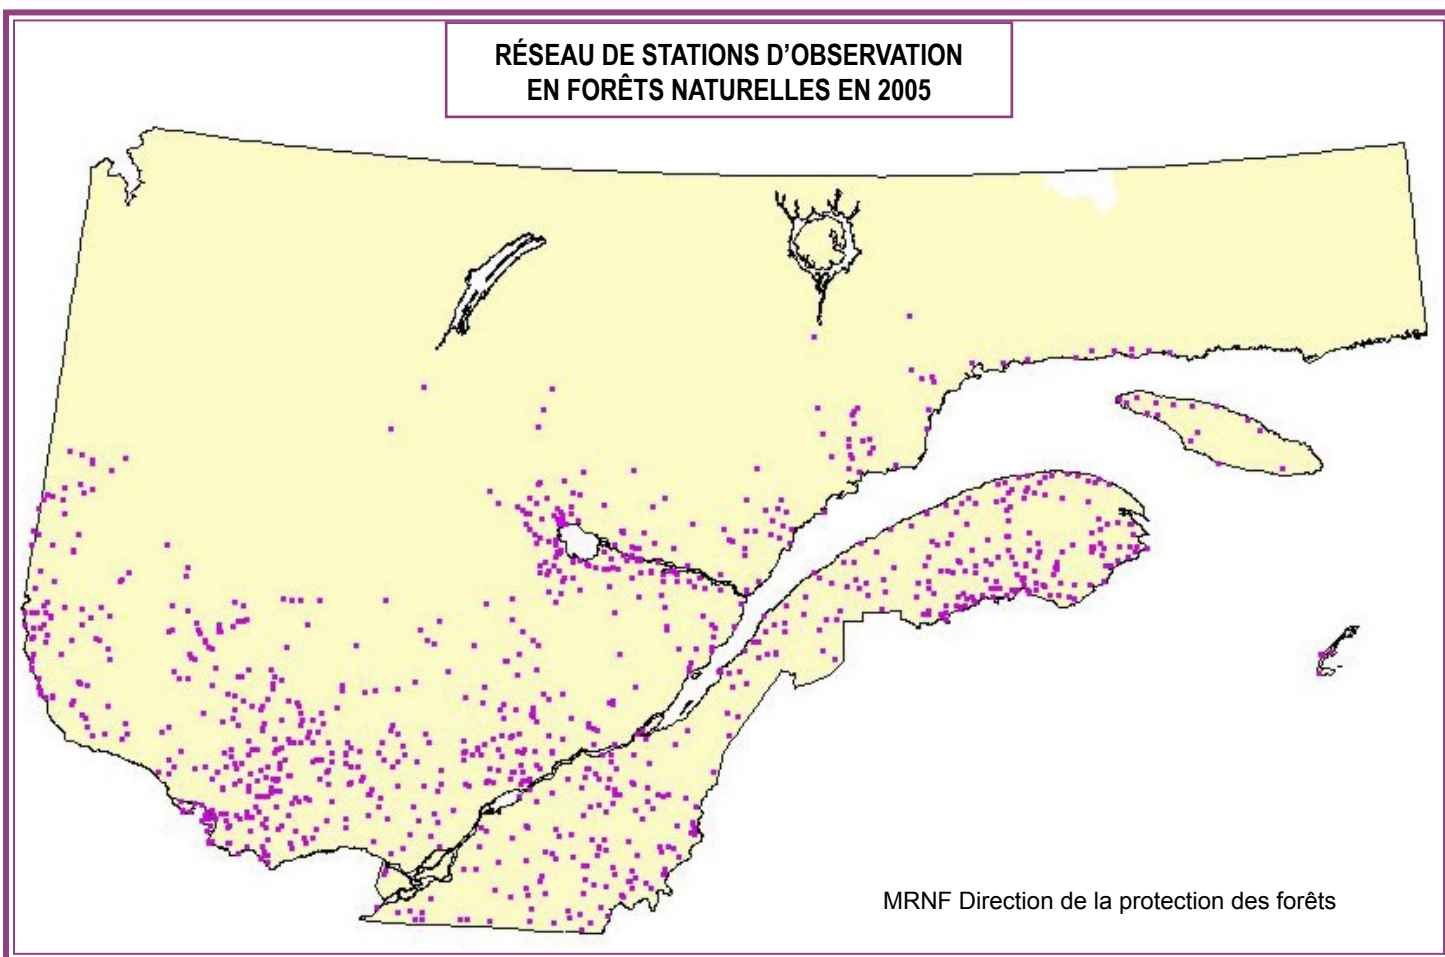 RÉSEAU DE STATIONS D’OBSERVATION
EN FORÊTS NATURELLES EN 2005
MRNF Direction de la protection des forêts